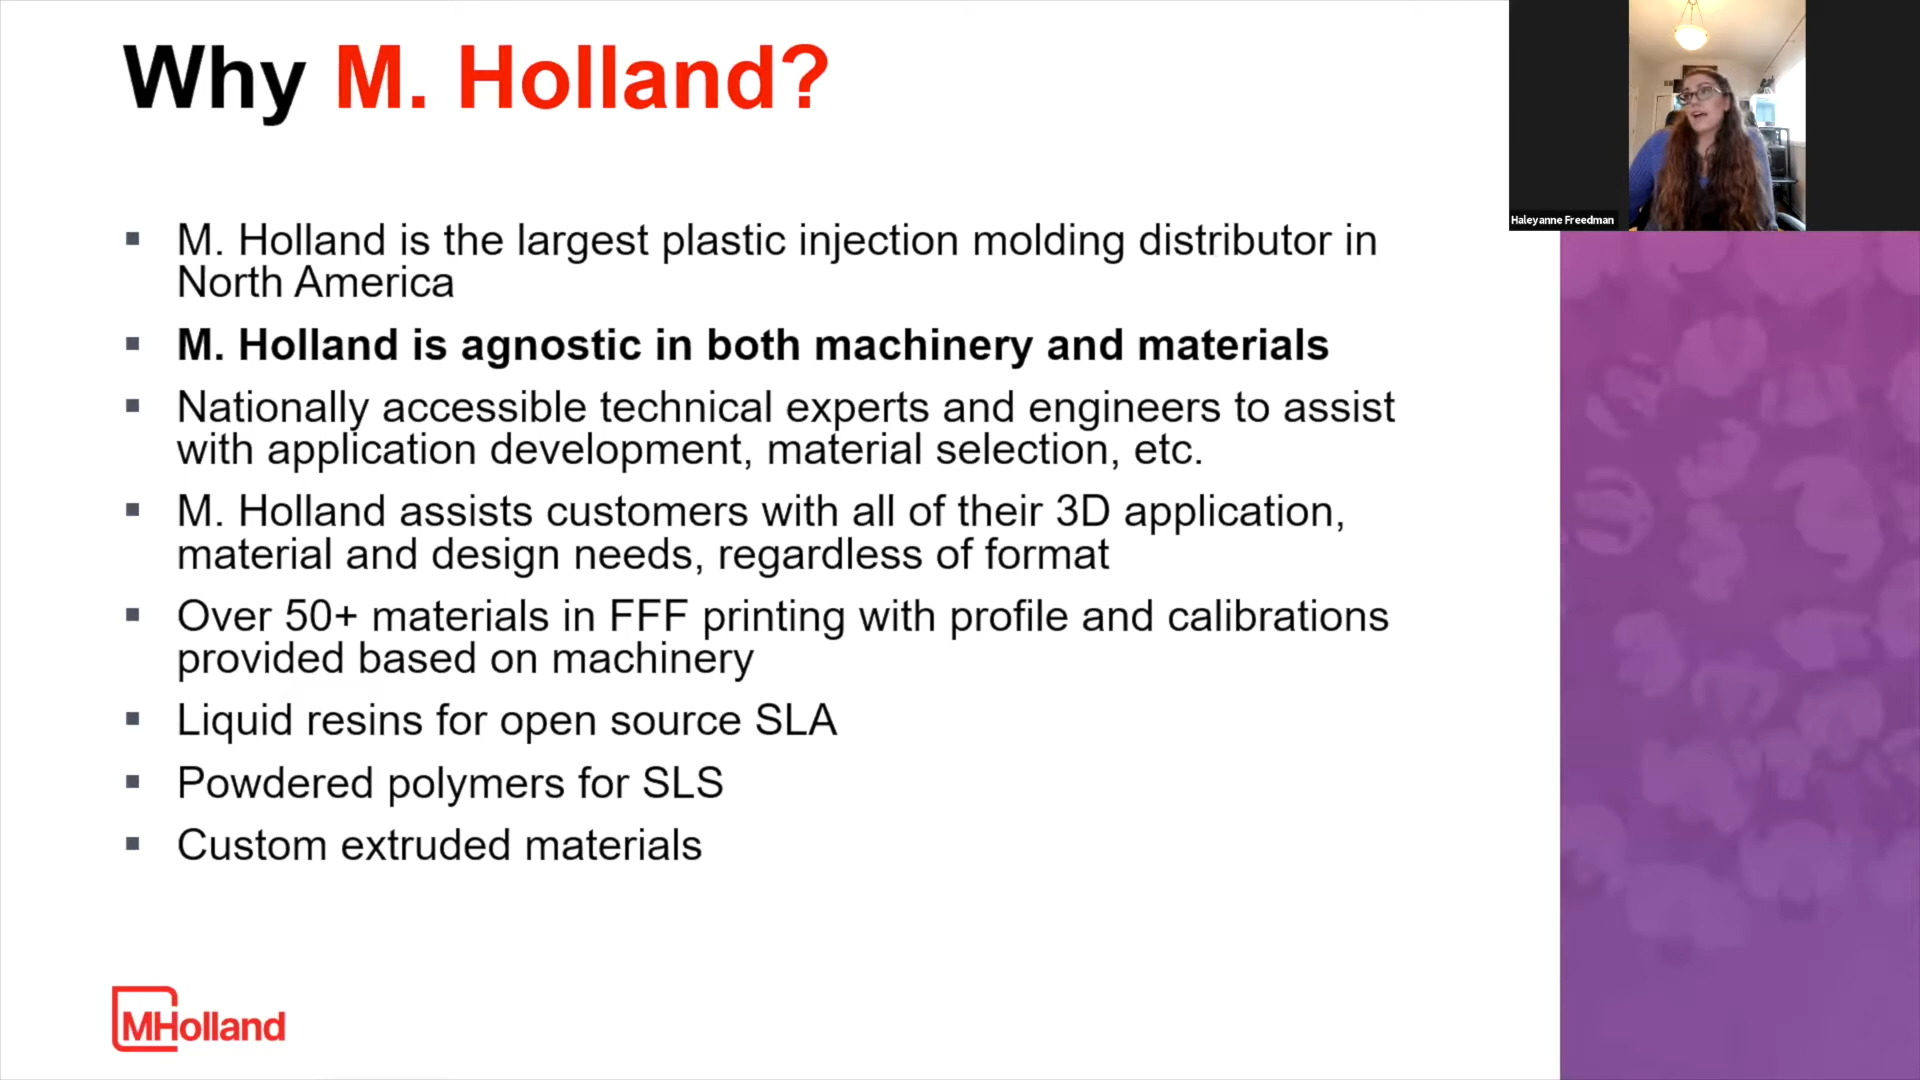 Why M. Holland?
Haleyanne Freedman
▪ M. Holland is the largest plastic injection molding distributor in
North America
▪ M. Holland is agnostic in both machinery and materials
▪ Nationally accessible technical experts and engineers to assist
with application development, material selection, etc.
▪ M. Holland assists customers with all of their 3D application,
material and design needs, regardless of format
▪ Over 50+ materials in FFF printing with profile and calibrations
provided based on machinery
▪ Liquid resins for open source SLA
▪ Powdered polymers for SLS
▪ Custom extruded materials
MHolland